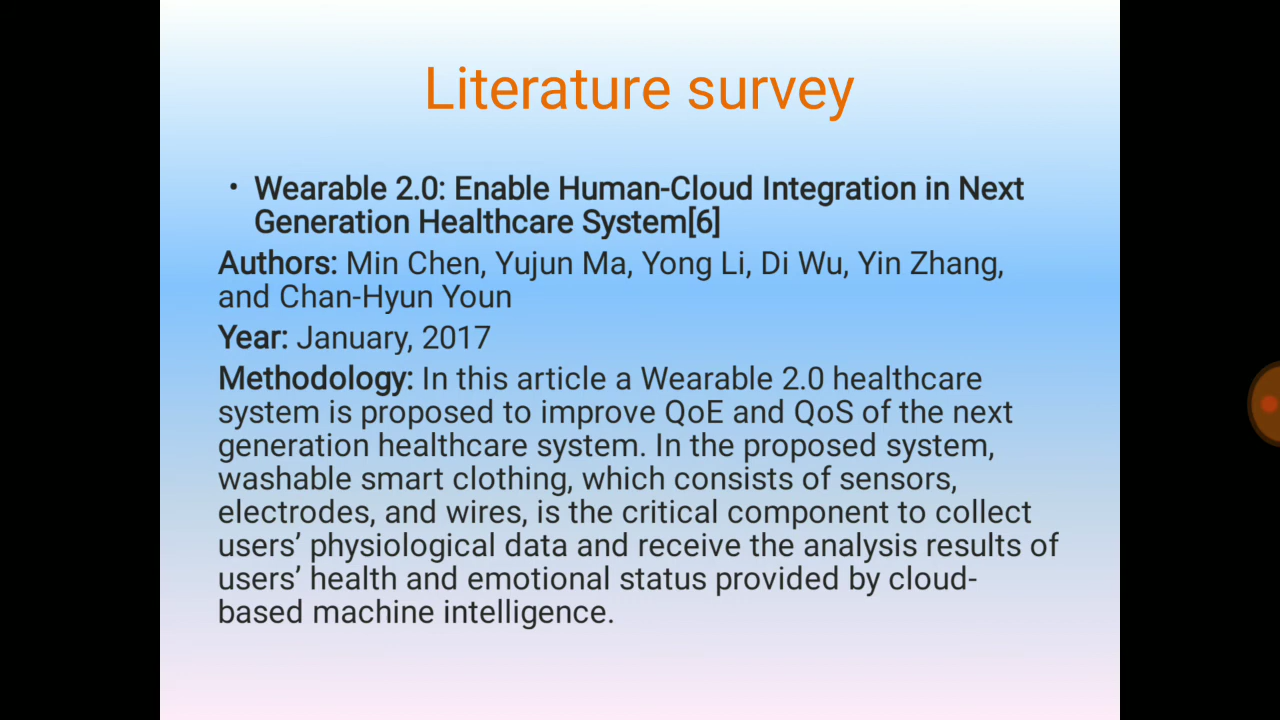 Literature survey
• Wearable 2.0: Enable Human-Cloud Integration in Next
Generation Healthcare System[6]
Authors: Min Chen, Yujun Ma, Yong Li, Di Wu, Yin Zhang,
and Chan-Hyun Youn
Year: January, 2017
Methodology: In this article a Wearable 2.0 healthcare
system is proposed to improve QoE and QoS of the next
generation healthcare system. In the proposed system,
washable smart clothing, which consists of sensors,
electrodes, and wires, is the critical component to collect
users’ physiological data and receive the analysis results of
users’ health and emotional status provided by cloud-
based machine intelligence.